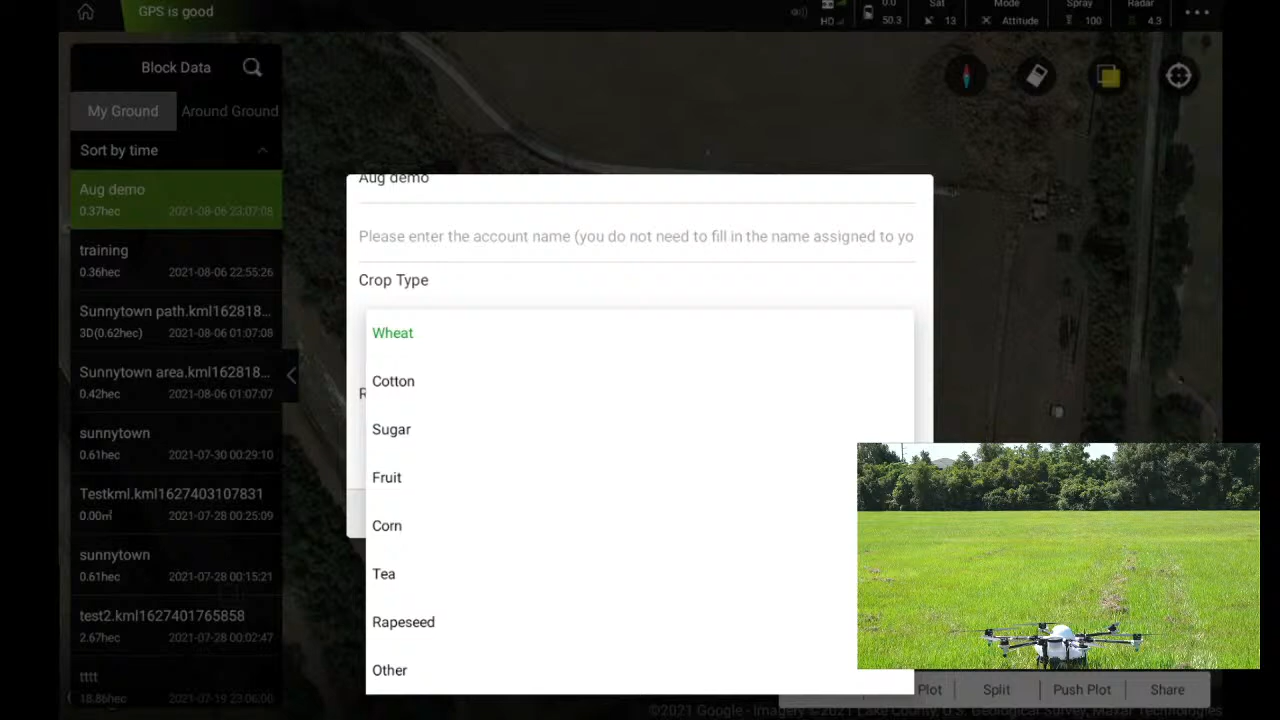 GPS is good
HD
0.0
50.3
Sat
13
Mode
Attitude
Spray
100
Radar
4.3
Block Data
My Ground
Around Ground
Sort by time
Aug demo
0.37hec 2021-08-06 23:07:08
training
0.36hec 2021-08-06 22:55:26
Sunnytown path.kml162818...
3D(0.62hec) 2021-08-06 01:07:08
Sunnytown area.kml162818...
0.42hec 2021-08-06 01:07:07
sunnytown
0.61hec 2021-07-30 00:29:10
Testkml.kml1627403107831
0.00㎡ 2021-07-28 00:25:09
sunnytown
0.61hec 2021-07-28 00:15:21
test2.kml1627401765858
2.67hec 2021-07-28 00:02:47
tttt
18.86hec 2021-07-19 23:06:00
Aug demo
Please enter the account name (you do not need to fill in the name assigned to yo
Crop Type
Wheat
Cotton
Sugar
Fruit
Corn
Tea
Rapeseed
Other
Plot
Split
Push Plot
Share
©2021 Google - Imagery ©2021 Lake County, U.S. Geological Survey, Maxar Technologies